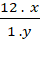 12 . x
1 . y